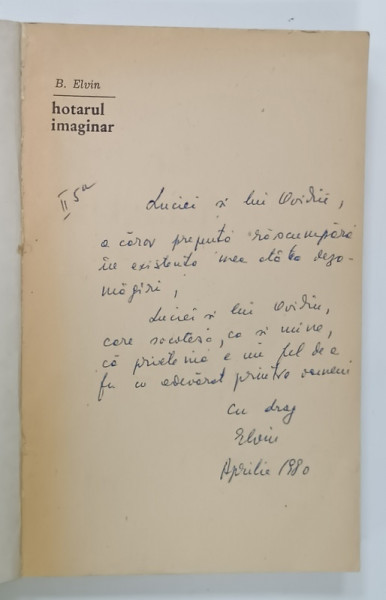 B. Elvin
hotarul
imaginar
II 5a
Luciei și lui Ovidiu,
a căror prezență răscumpără
în existența mea atâtea deza-
măgiri,
Luciei și lui Ovidiu,
care socotesc, ca și mine,
că prietenia e un fel de a
fi cu adevărat printre oameni
cu drag
Elvin
Aprilie 1980